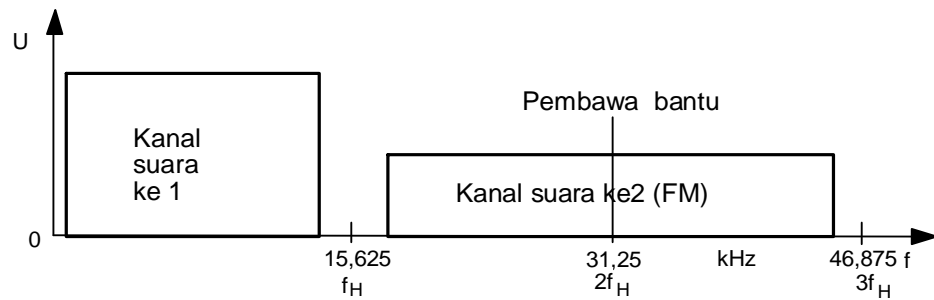 U
Pembawa bantu
Kanal
suara
ke 1
Kanal suara ke2 (FM)
0
15,625 31,25 kHz 46,875 f
fH 2fH 3fH